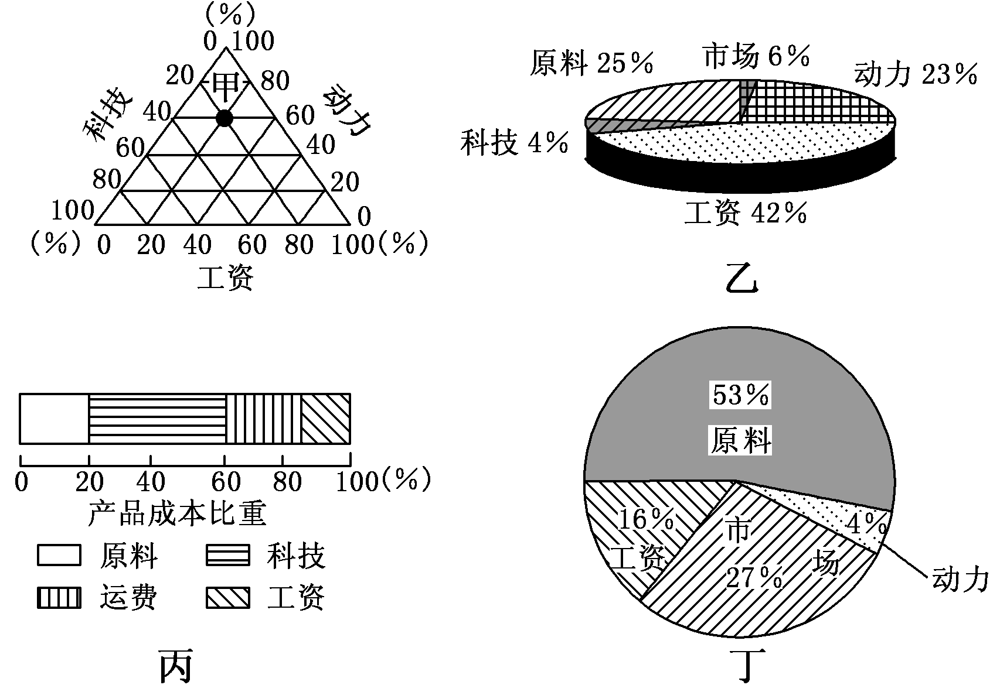 (%)
0 100
20 甲 80
科技 动力
40 60
60 40
80 20
100 0
(%) 0 20 40 60 80 100(%)
工资
原料 25% 市场 6% 动力 23%
科技 4%
工资 42%
乙
0 20 40 60 80 100(%)
产品成本比重
原料 科技
运费 工资
丙
53%
原料
16%
工资
市场
27%
4%
动力
丁